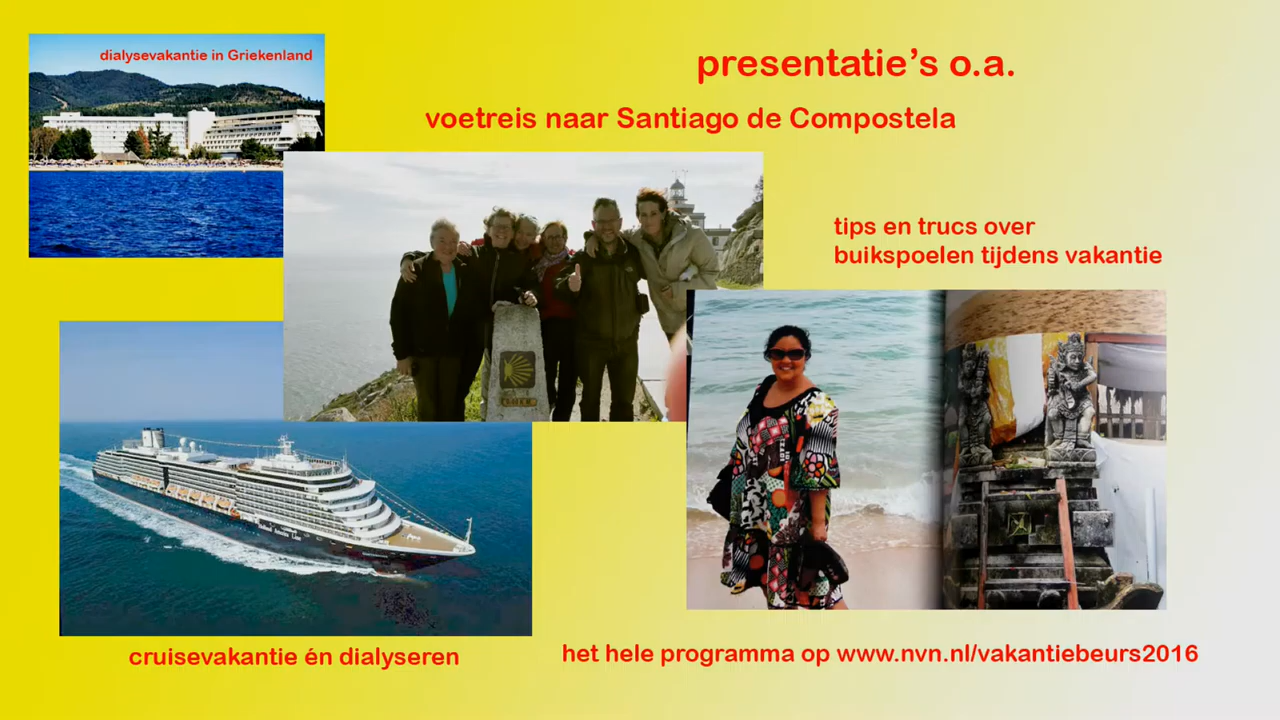 dialysevakantie in Griekenland
presentatie’s o.a.
voetreis naar Santiago de Compostela
tips en trucs over
buikspoelen tijdens vakantie
cruisevakantie én dialyseren
het hele programma op www.nvn.nl/vakantiebeurs2016